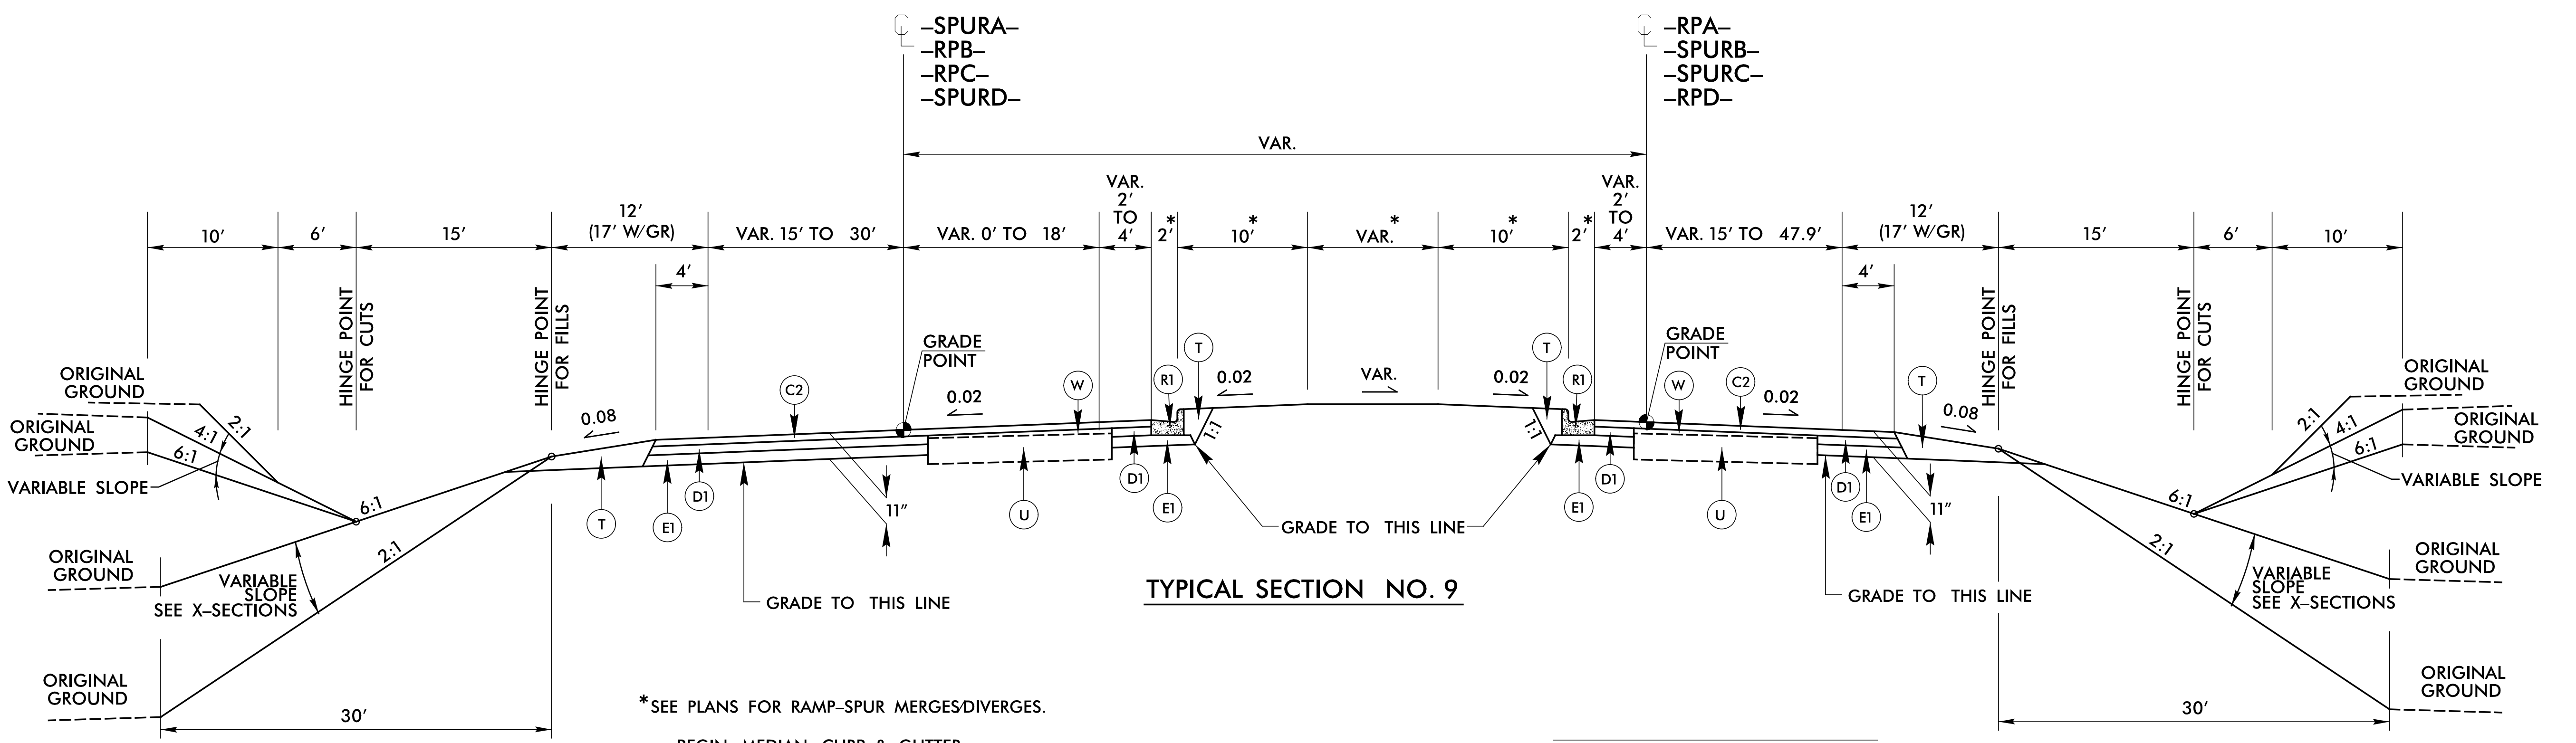 –SPURA–
–RPB–
–RPC–
–SPURD–
–RPA–
–SPURB–
–SPURC–
–RPD–
VAR.
VAR.
2'
TO
4'
VAR.
2'
TO
4'
10'
6'
15'
12'
(17' W/GR)
VAR. 15' TO 30'
VAR. 0' TO 18'
*
2'
*
10'
*
VAR.
*
10'
*
2'
VAR. 15' TO 47.9'
12'
(17' W/GR)
15'
6'
10'
4'
4'
HINGE POINT
FOR CUTS
HINGE POINT
FOR FILLS
HINGE POINT
FOR FILLS
HINGE POINT
FOR CUTS
GRADE
POINT
GRADE
POINT
ORIGINAL
GROUND
ORIGINAL
GROUND
2:1
4:1
6:1
VARIABLE SLOPE
6:1
0.08
C2
0.02
W
R1
T
0.02
VAR.
0.02
T
R1
W
C2
0.02
T
0.08
1:1
1:1
ORIGINAL
GROUND
ORIGINAL
GROUND
2:1
4:1
6:1
VARIABLE SLOPE
6:1
T
E1
D1
11"
U
D1
E1
GRADE TO THIS LINE
E1
D1
U
D1
E1
11"
ORIGINAL
GROUND
2:1
VARIABLE
SLOPE
SEE X–SECTIONS
GRADE TO THIS LINE
TYPICAL SECTION NO. 9
GRADE TO THIS LINE
2:1
VARIABLE
SLOPE
SEE X–SECTIONS
ORIGINAL
GROUND
ORIGINAL
GROUND
30'
*SEE PLANS FOR RAMP–SPUR MERGES/DIVERGES.
BEGIN MEDIAN CURB & GUTTER
ORIGINAL
GROUND
30'